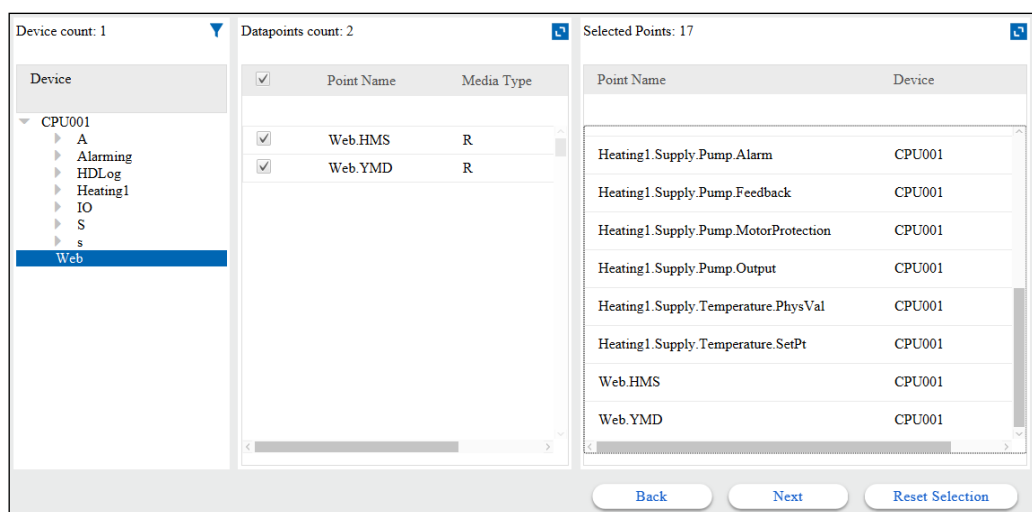 Device count: 1
Device
CPU001
A
Alarming
HDLog
Heating1
IO
S
s
Web
Datapoints count: 2
Point Name Media Type
Web.HMS R
Web.YMD R
Selected Points: 17
Point Name Device
Heating1.Supply.Pump.Alarm CPU001
Heating1.Supply.Pump.Feedback CPU001
Heating1.Supply.Pump.MotorProtection CPU001
Heating1.Supply.Pump.Output CPU001
Heating1.Supply.Temperature.PhysVal CPU001
Heating1.Supply.Temperature.SetPt CPU001
Web.HMS CPU001
Web.YMD CPU001
Back Next Reset Selection